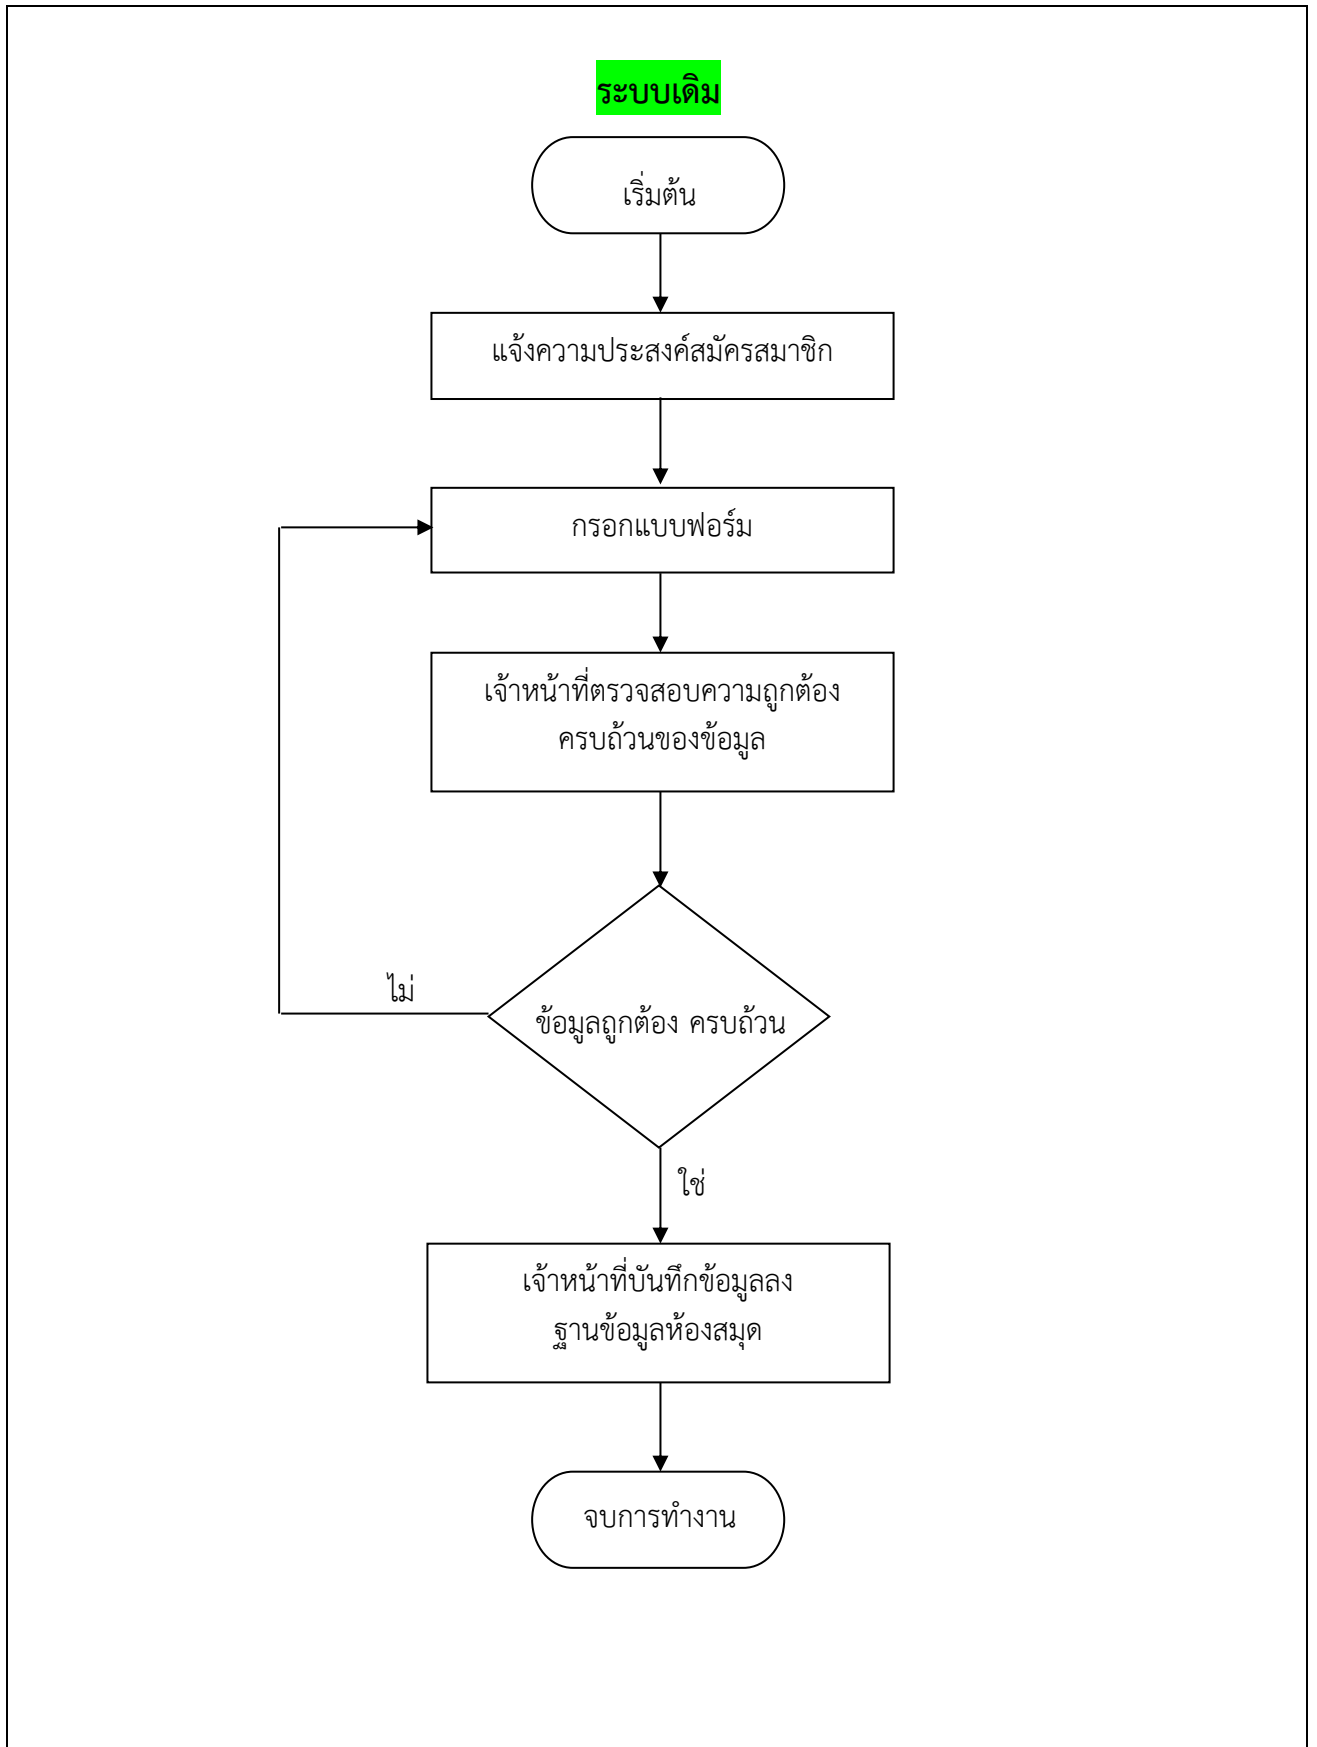 ระบบเดิม
เริ่มต้น
แจ้งความประสงค์สมัครสมาชิก
กรอกแบบฟอร์ม
เจ้าหน้าที่ตรวจสอบความถูกต้อง
ครบถ้วนของข้อมูล
ไม่
ข้อมูลถูกต้อง ครบถ้วน
ใช่
เจ้าหน้าที่บันทึกข้อมูลลง
ฐานข้อมูลห้องสมุด
จบการทำงาน